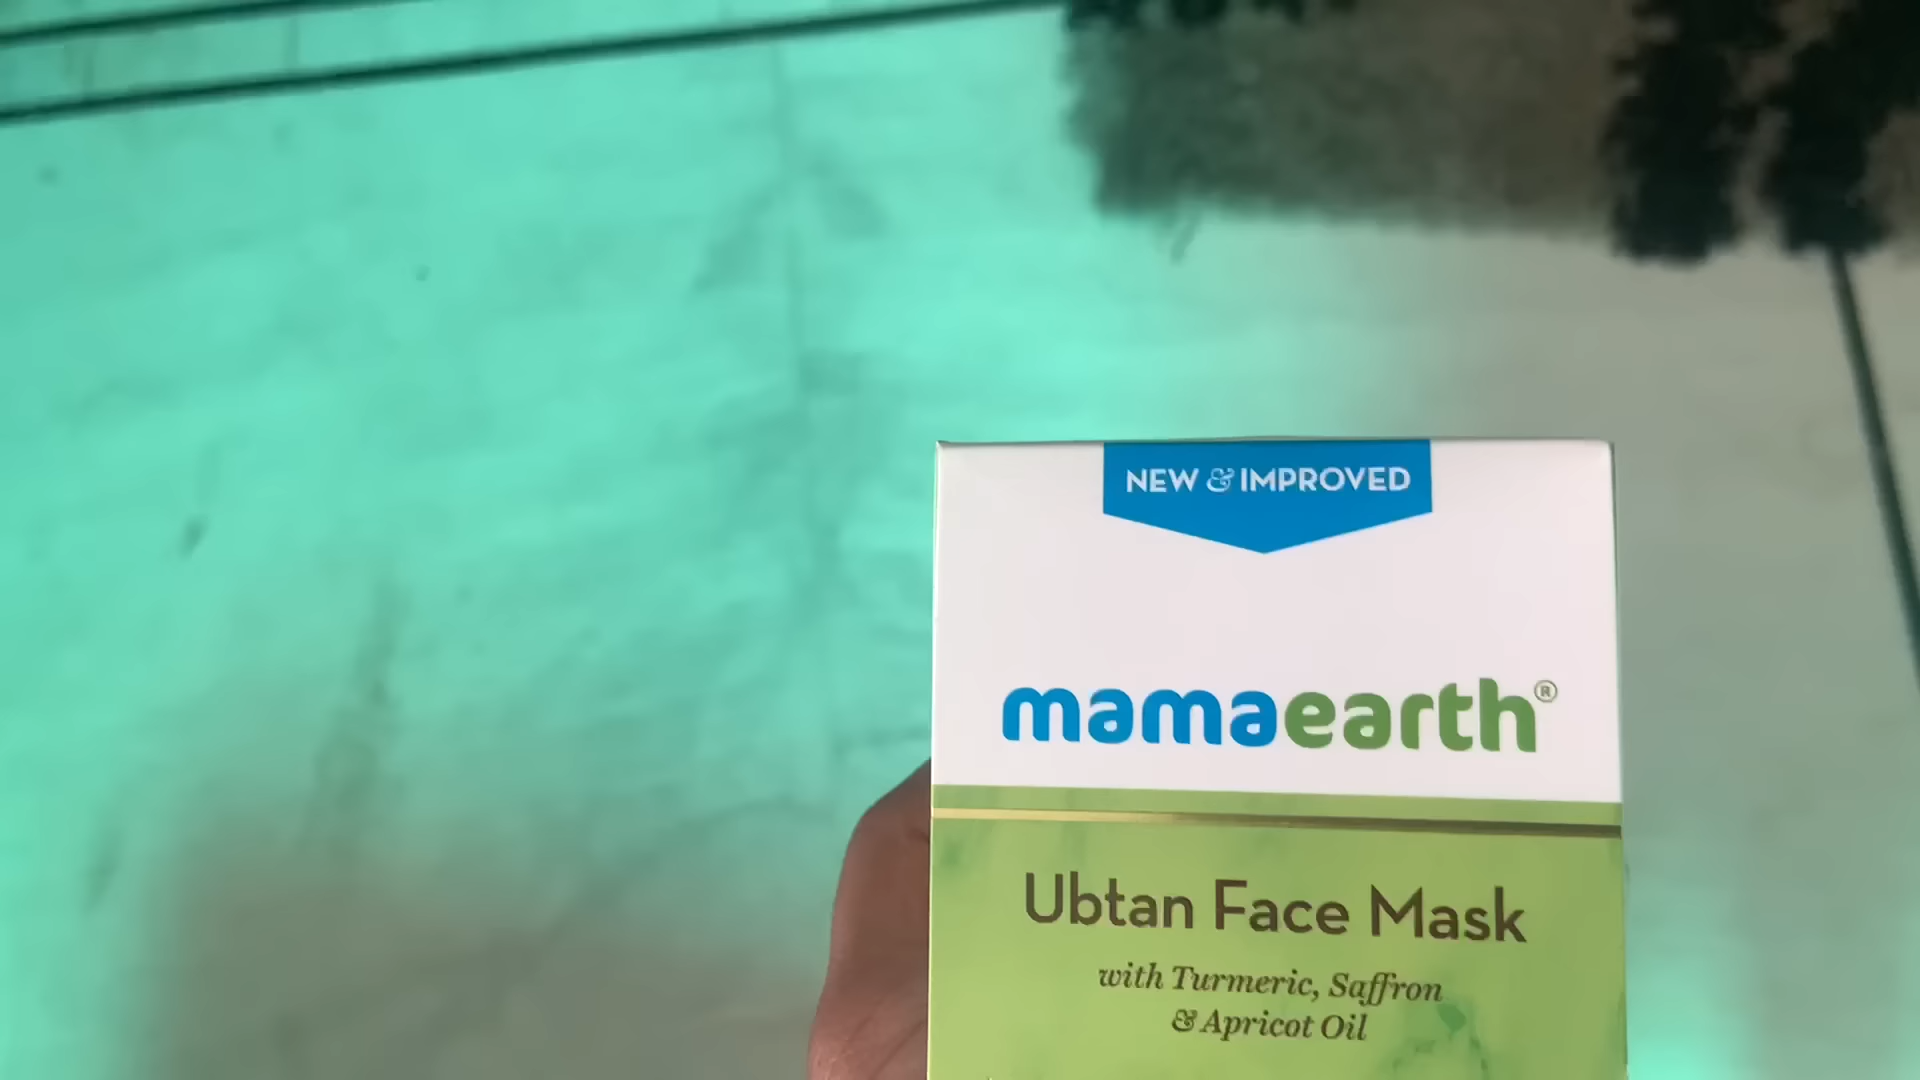 NEW & IMPROVED
mamaearth®
Ubtan Face Mask
with Turmeric, Saffron
& Apricot Oil